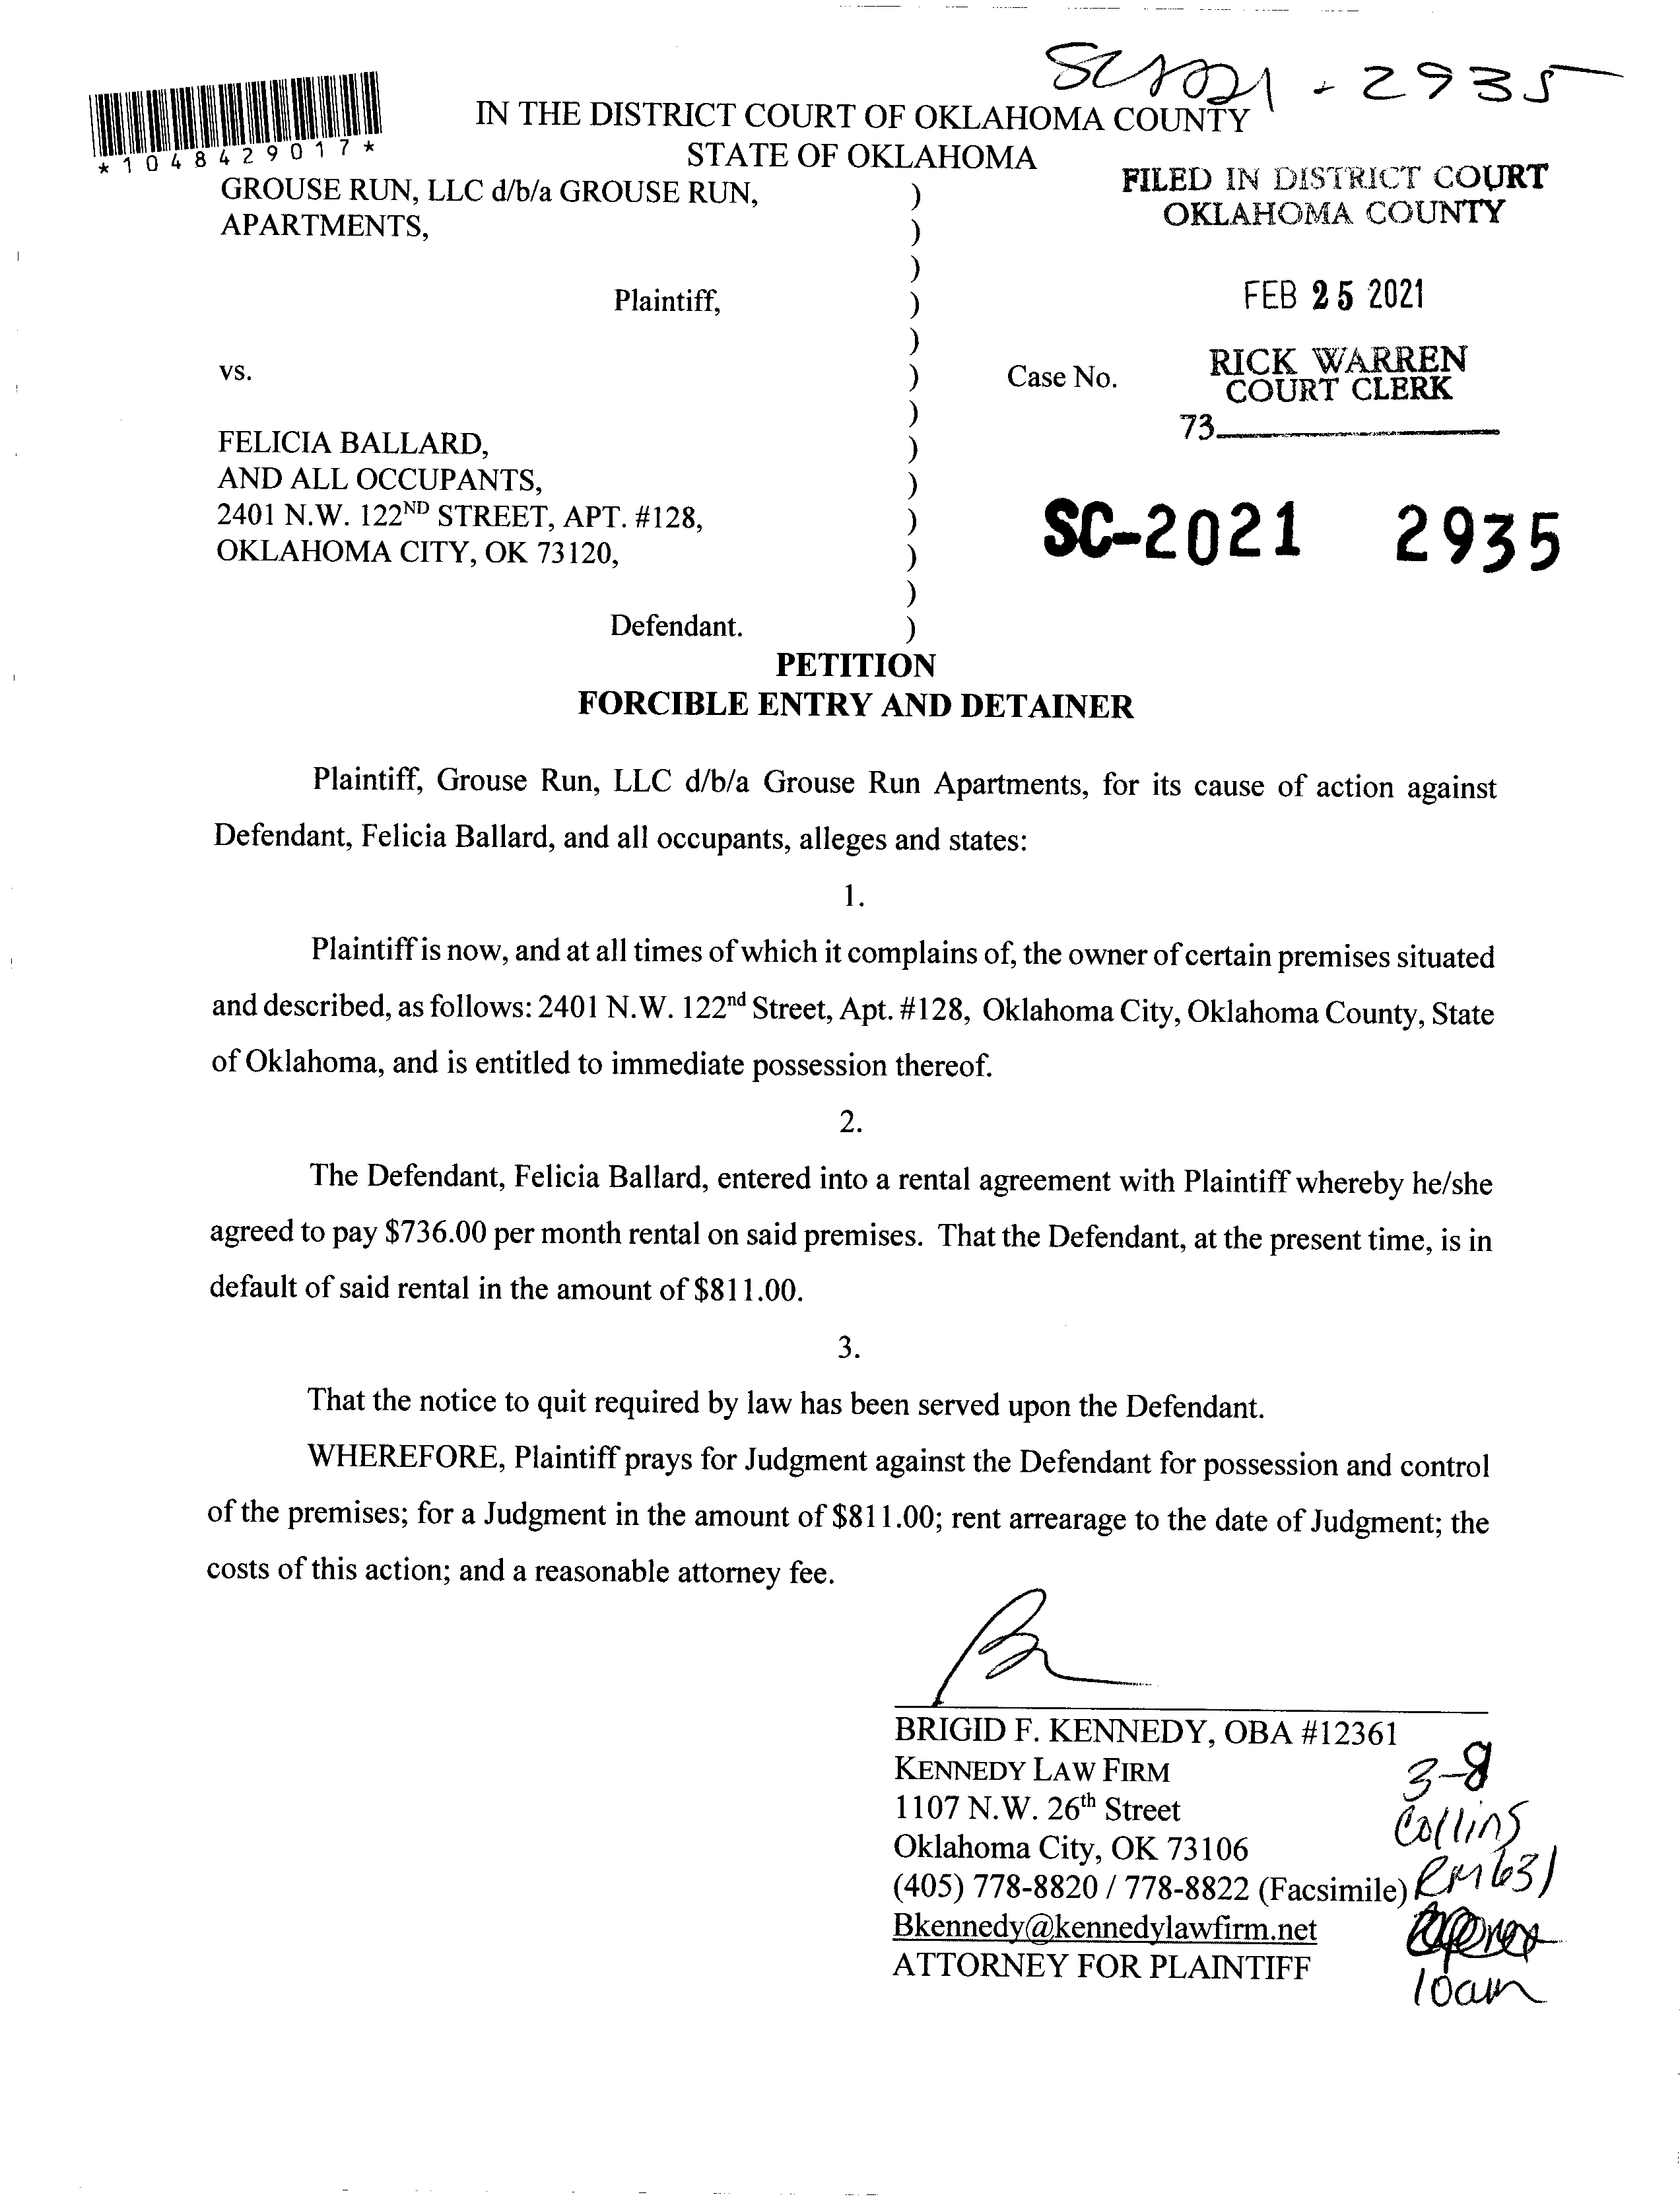 SC2021 - 2935
*1048429017*
IN THE DISTRICT COURT OF OKLAHOMA COUNTY
STATE OF OKLAHOMA
GROUSE RUN, LLC d/b/a GROUSE RUN, )
APARTMENTS, )
)
Plaintiff, )
)
vs. )
)
FELICIA BALLARD, )
AND ALL OCCUPANTS, )
2401 N.W. 122ND STREET, APT. #128, )
OKLAHOMA CITY, OK 73120, )
)
Defendant. )
FILED IN DISTRICT COURT
OKLAHOMA COUNTY
FEB 25 2021
RICK WARREN
COURT CLERK
Case No.
73
SC-2021 2935
PETITION
FORCIBLE ENTRY AND DETAINER
Plaintiff, Grouse Run, LLC d/b/a Grouse Run Apartments, for its cause of action against
Defendant, Felicia Ballard, and all occupants, alleges and states:
1.
Plaintiff is now, and at all times of which it complains of, the owner of certain premises situated
and described, as follows: 2401 N.W. 122nd Street, Apt. #128, Oklahoma City, Oklahoma County, State
of Oklahoma, and is entitled to immediate possession thereof.
2.
The Defendant, Felicia Ballard, entered into a rental agreement with Plaintiff whereby he/she
agreed to pay $736.00 per month rental on said premises. That the Defendant, at the present time, is in
default of said rental in the amount of $811.00.
3.
That the notice to quit required by law has been served upon the Defendant.
WHEREFORE, Plaintiff prays for Judgment against the Defendant for possession and control
of the premises; for a Judgment in the amount of $811.00; rent arrearage to the date of Judgment; the
costs of this action; and a reasonable attorney fee.
BRIGID F. KENNEDY, OBA #12361
KENNEDY LAW FIRM
1107 N.W. 26th Street
Oklahoma City, OK 73106
(405) 778-8820 / 778-8822 (Facsimile)
Bkennedy@kennedylawfirm.net
ATTORNEY FOR PLAINTIFF
3-8
Collins
RM 631
10am